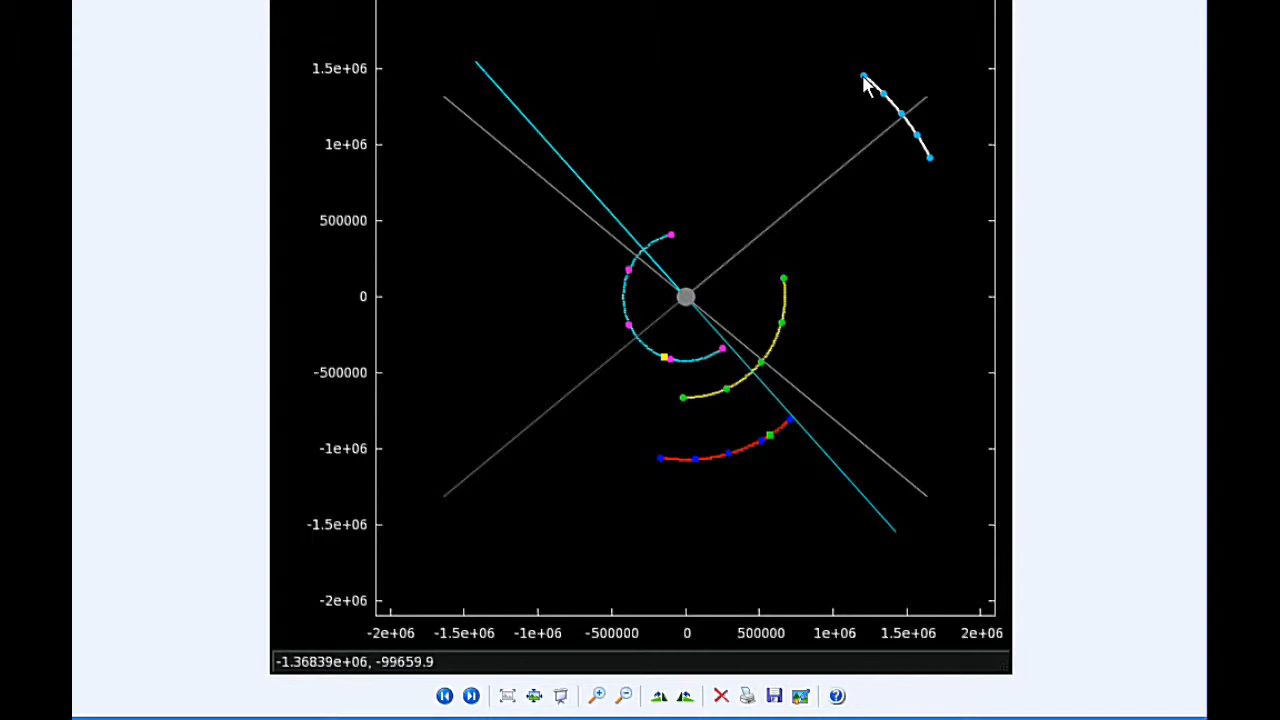 1.5e+06
1e+06
500000
0
-500000
-1e+06
-1.5e+06
-2e+06
-2e+06 -1.5e+06 -1e+06 -500000 0 500000 1e+06 1.5e+06 2e+06
-1.36839e+06, -99659.9